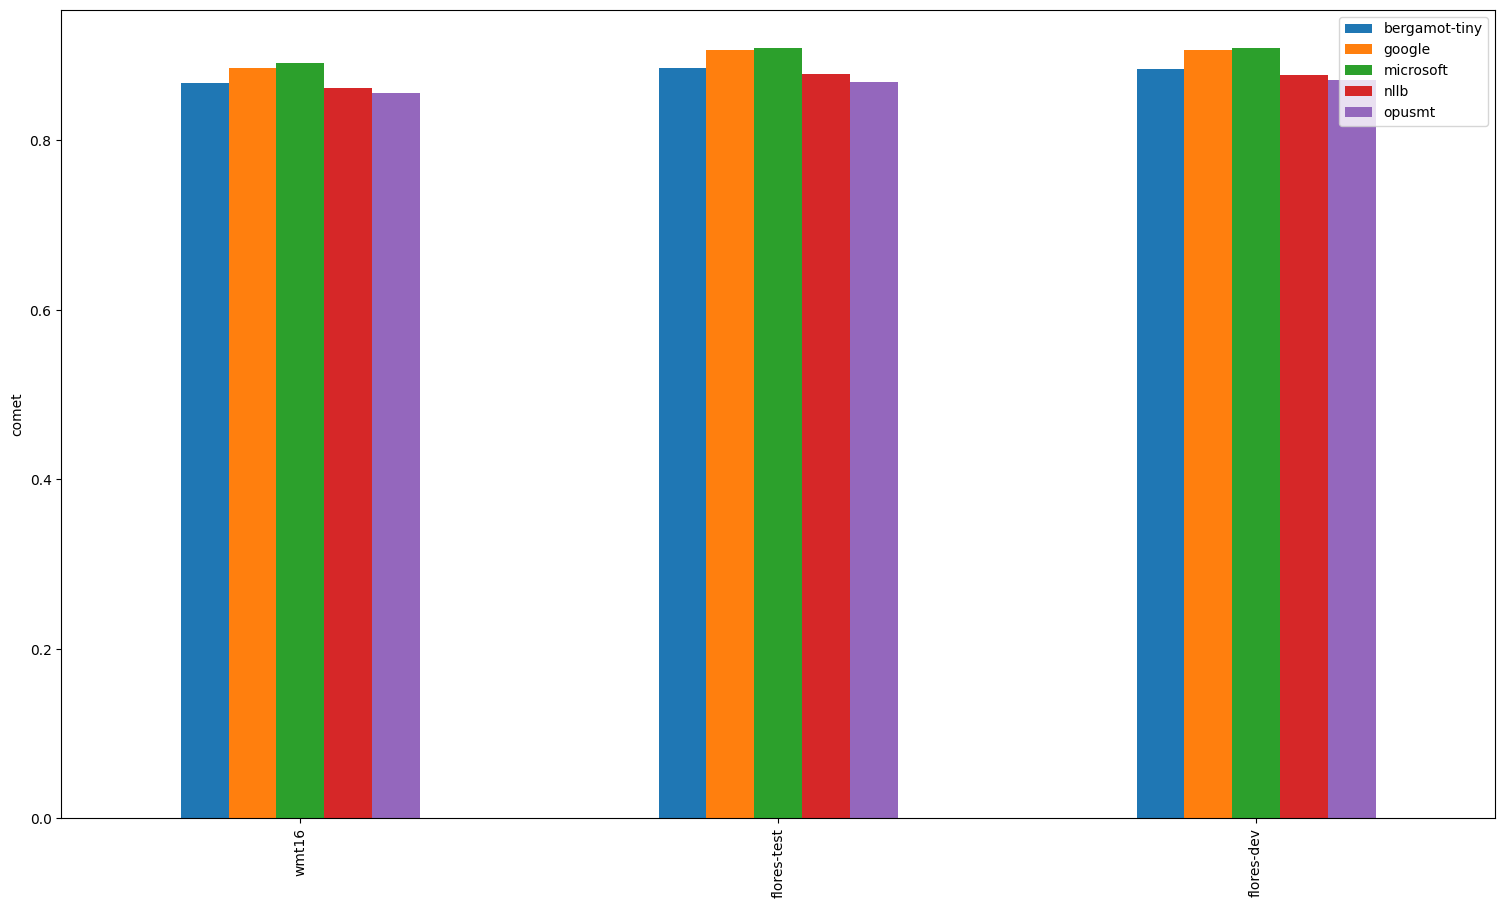 bergamot-tiny
google
microsoft
nllb
opusmt
0.8
0.6
comet
0.4
0.2
0.0
wmt16
flores-test
flores-dev